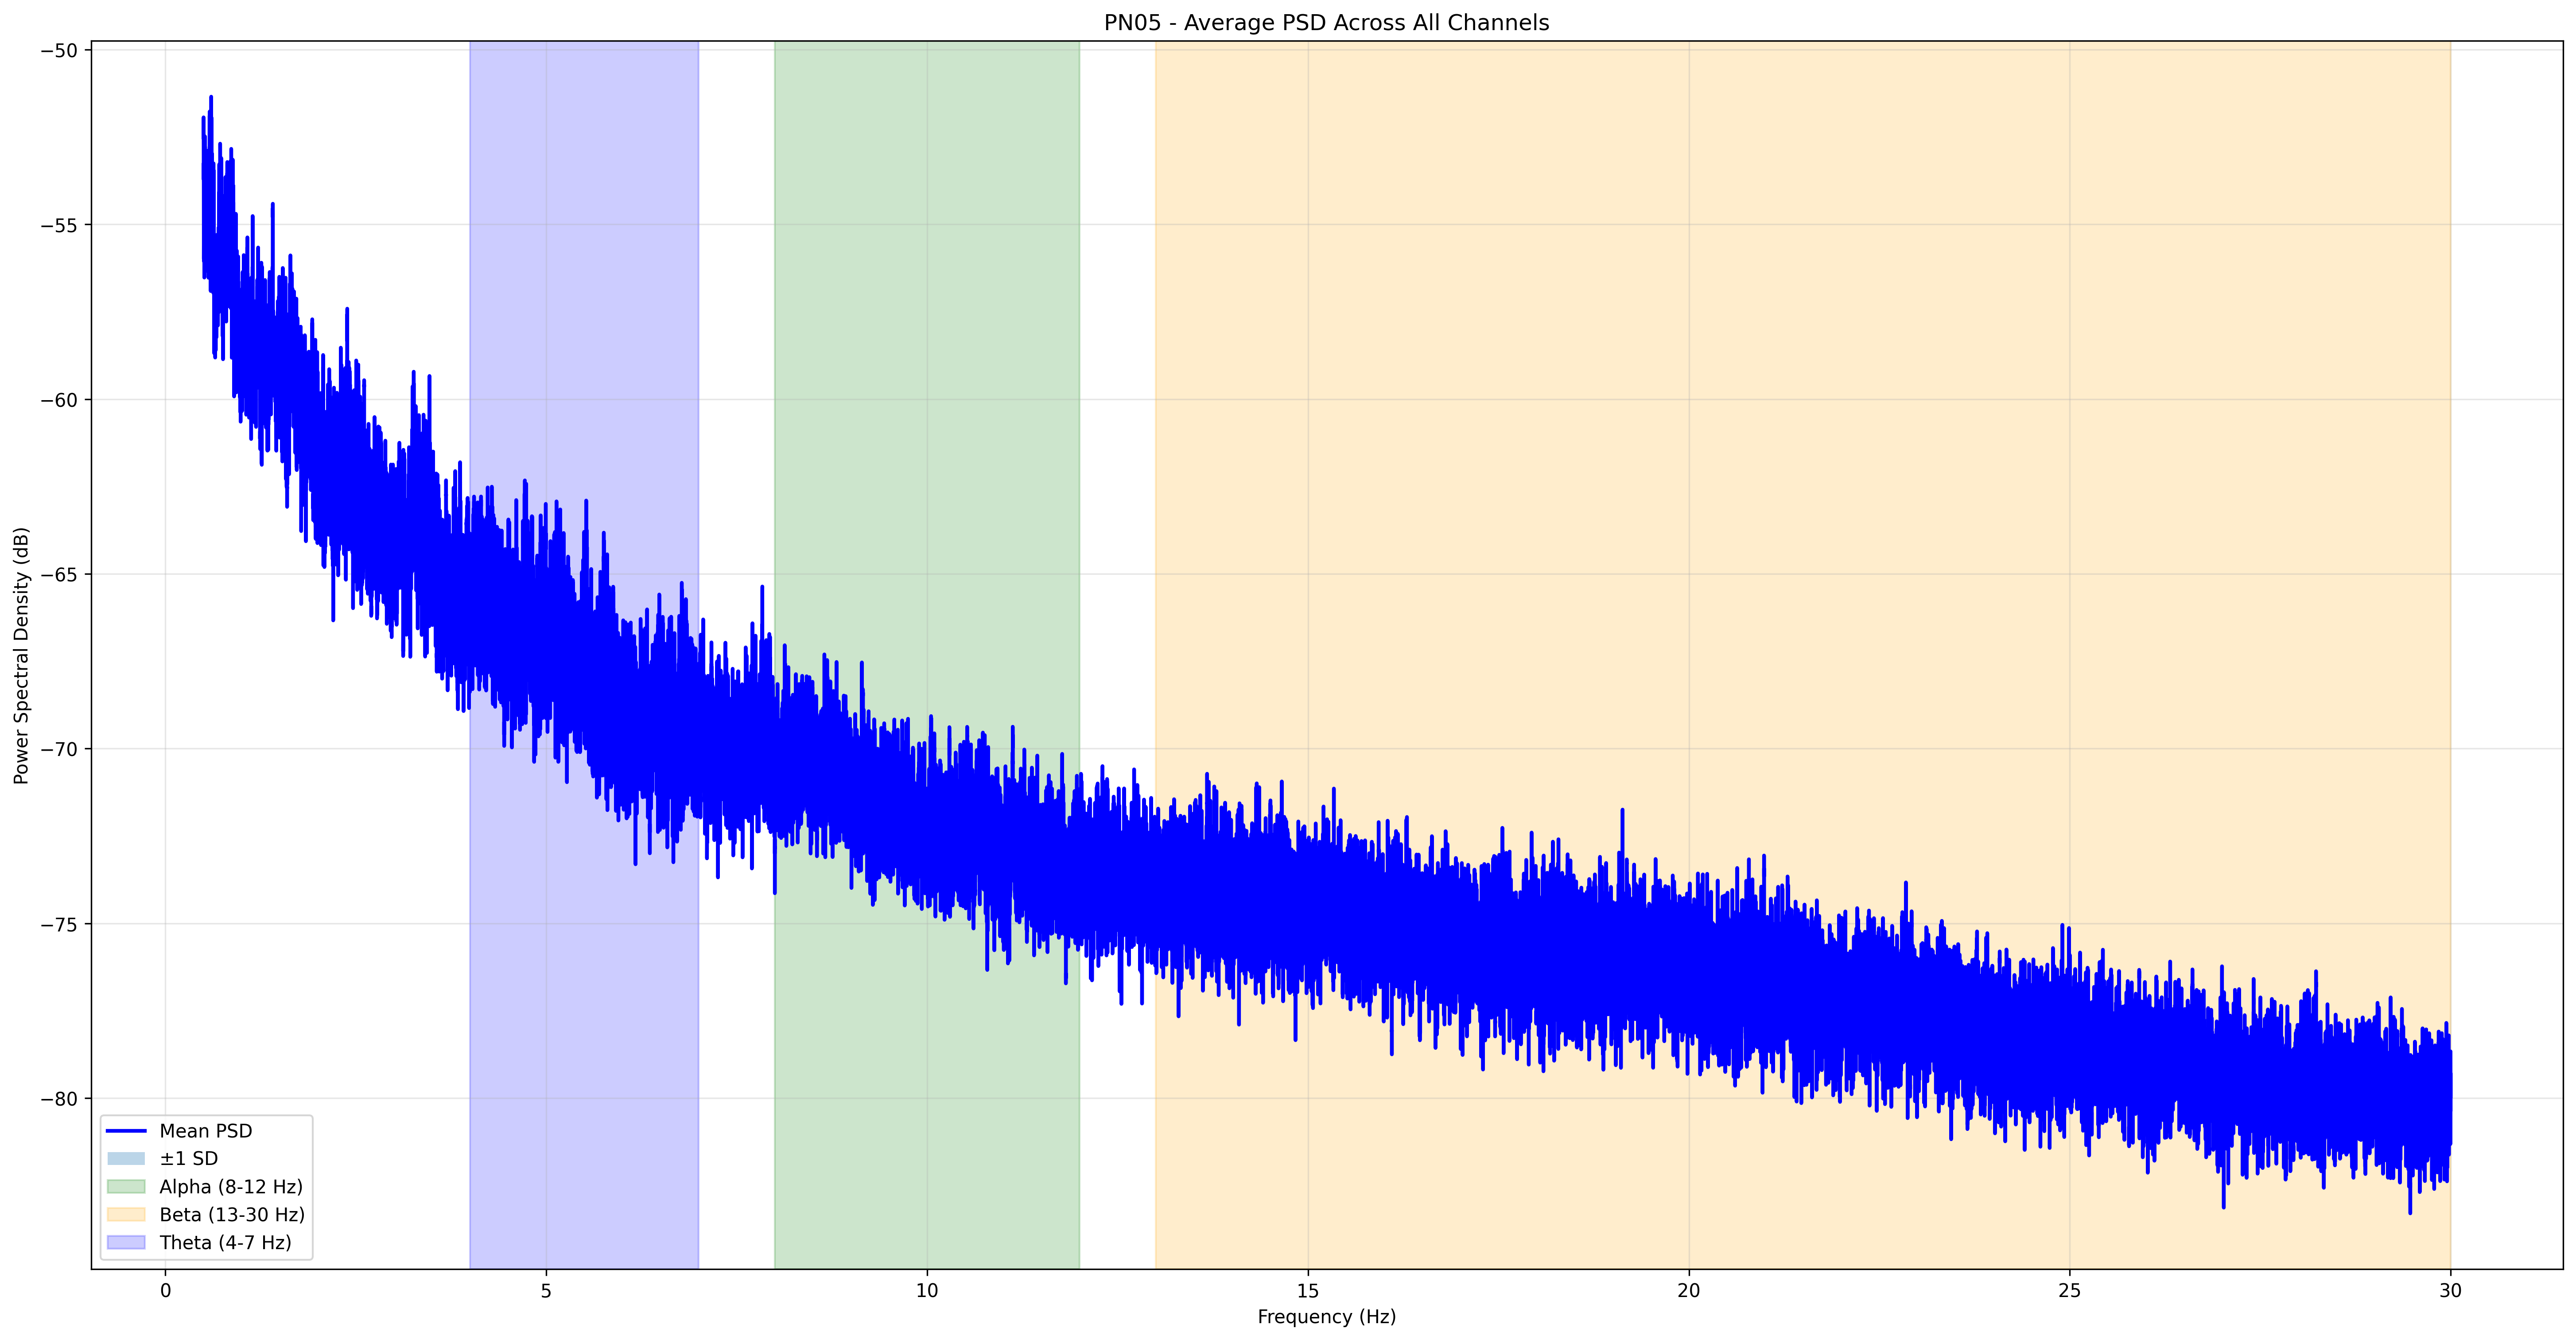 PN05 - Average PSD Across All Channels
Power Spectral Density (dB)
−50
−55
−60
−65
−70
−75
−80
Mean PSD
±1 SD
Alpha (8-12 Hz)
Beta (13-30 Hz)
Theta (4-7 Hz)
0 5 10 15 20 25 30
Frequency (Hz)